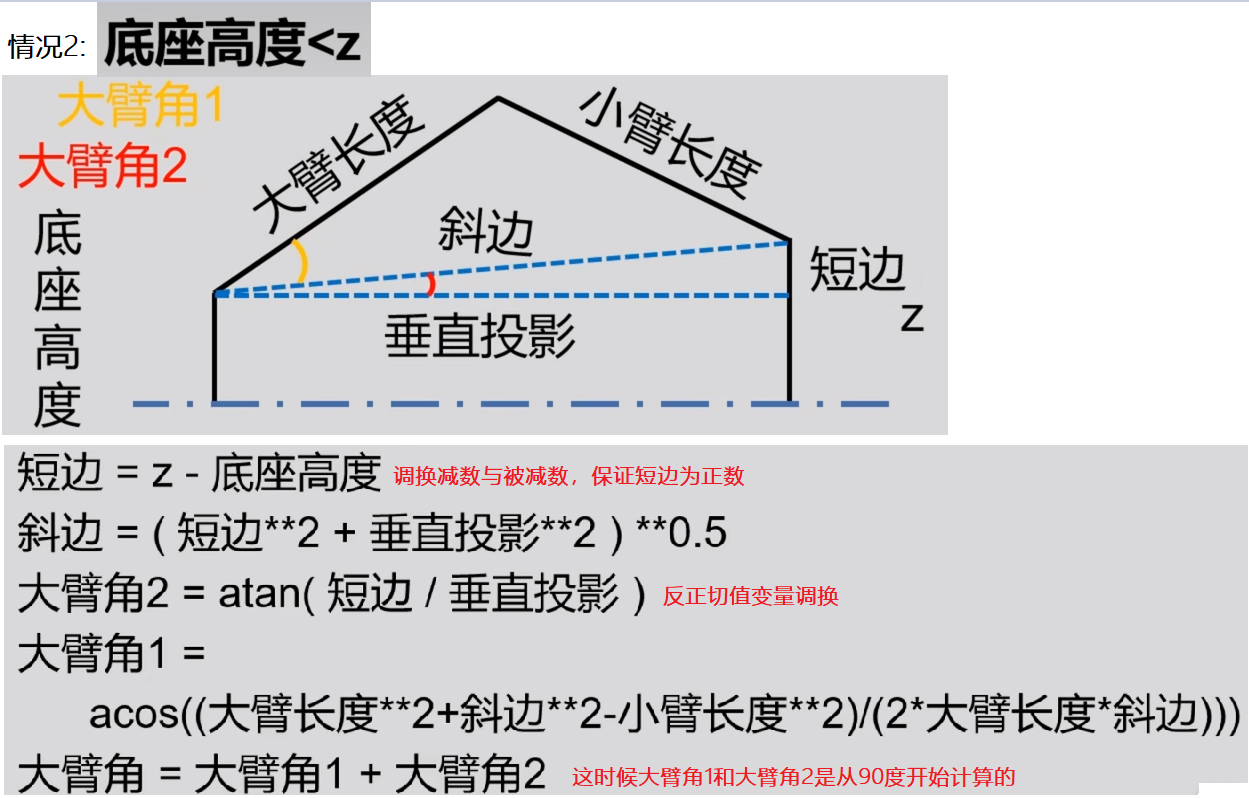 情况2: 底座高度<z
大臂角1
大臂角2
底座高度
大臂长度
小臂长度
斜边
短边
z
垂直投影
短边 = z - 底座高度 调换减数与被减数，保证短边为正数
斜边 = ( 短边**2 + 垂直投影**2 ) **0.5
大臂角2 = atan( 短边 / 垂直投影 ) 反正切值变量调换
大臂角1 =
acos((大臂长度**2+斜边**2-小臂长度**2)/(2*大臂长度*斜边)))
大臂角 = 大臂角1 + 大臂角2 这时候大臂角1和大臂角2是从90度开始计算的